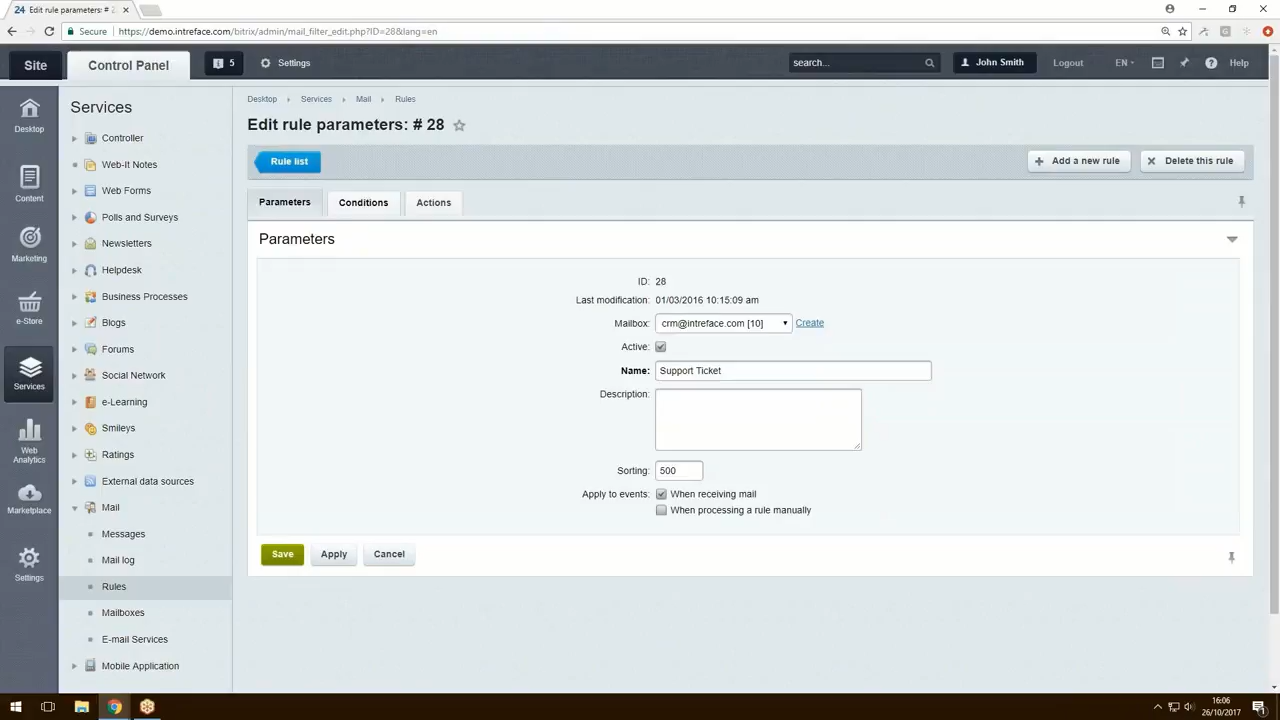 24 Edit rule parameters: # 2
Secure https://demo.intreface.com/bitrix/admin/mail_filter_edit.php?ID=28&lang=en
Site
Control Panel
5
Settings
search...
John Smith
Logout
EN
Help
Desktop
Content
Marketing
e-Store
Services
Web Analytics
Marketplace
Settings
Services
Controller
Web-It Notes
Web Forms
Polls and Surveys
Newsletters
Helpdesk
Business Processes
Blogs
Forums
Social Network
e-Learning
Smileys
Ratings
External data sources
Mail
Messages
Mail log
Rules
Mailboxes
E-mail Services
Mobile Application
Desktop Services Mail Rules
Edit rule parameters: # 28
Rule list
Add a new rule
Delete this rule
Parameters
Conditions
Actions
Parameters
ID: 28
Last modification: 01/03/2016 10:15:09 am
Mailbox: crm@intreface.com [10] Create
Active:
Name: Support Ticket
Description:
Sorting: 500
Apply to events: When receiving mail
When processing a rule manually
Save
Apply
Cancel
16:06
26/10/2017
1